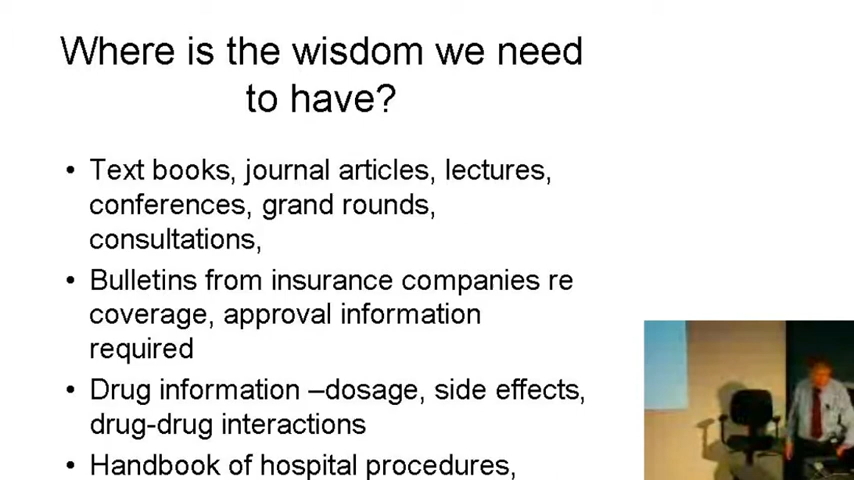 Where is the wisdom we need
to have?
• Text books, journal articles, lectures,
conferences, grand rounds,
consultations,
• Bulletins from insurance companies re
coverage, approval information
required
• Drug information –dosage, side effects,
drug-drug interactions
• Handbook of hospital procedures,